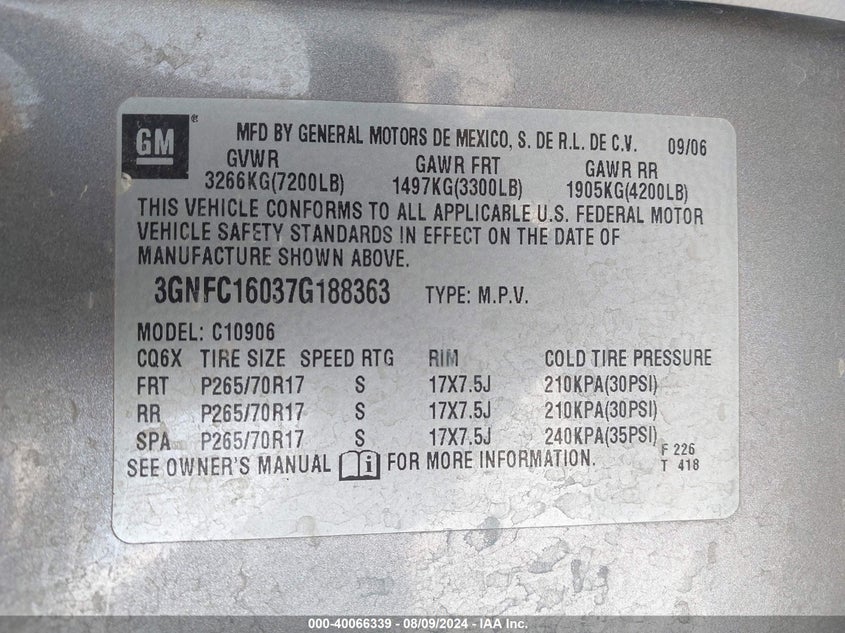 GM®
MFD BY GENERAL MOTORS DE MEXICO, S. DE R.L. DE C.V. 09/06
GVWR GAWR FRT GAWR RR
3266KG(7200LB) 1497KG(3300LB) 1905KG(4200LB)
THIS VEHICLE CONFORMS TO ALL APPLICABLE U.S. FEDERAL MOTOR
VEHICLE SAFETY STANDARDS IN EFFECT ON THE DATE OF
MANUFACTURE SHOWN ABOVE.
3GNFC16037G188363 TYPE: M.P.V.
MODEL: C10906
CQ6X TIRE SIZE SPEED RTG RIM COLD TIRE PRESSURE
FRT P265/70R17 S 17X7.5J 210KPA(30PSI)
RR P265/70R17 S 17X7.5J 210KPA(30PSI)
SPA P265/70R17 S 17X7.5J 240KPA(35PSI)
SEE OWNER'S MANUAL i FOR MORE INFORMATION.
F 226
T 418
000-40066339 - 08/09/2024 - IAA Inc.